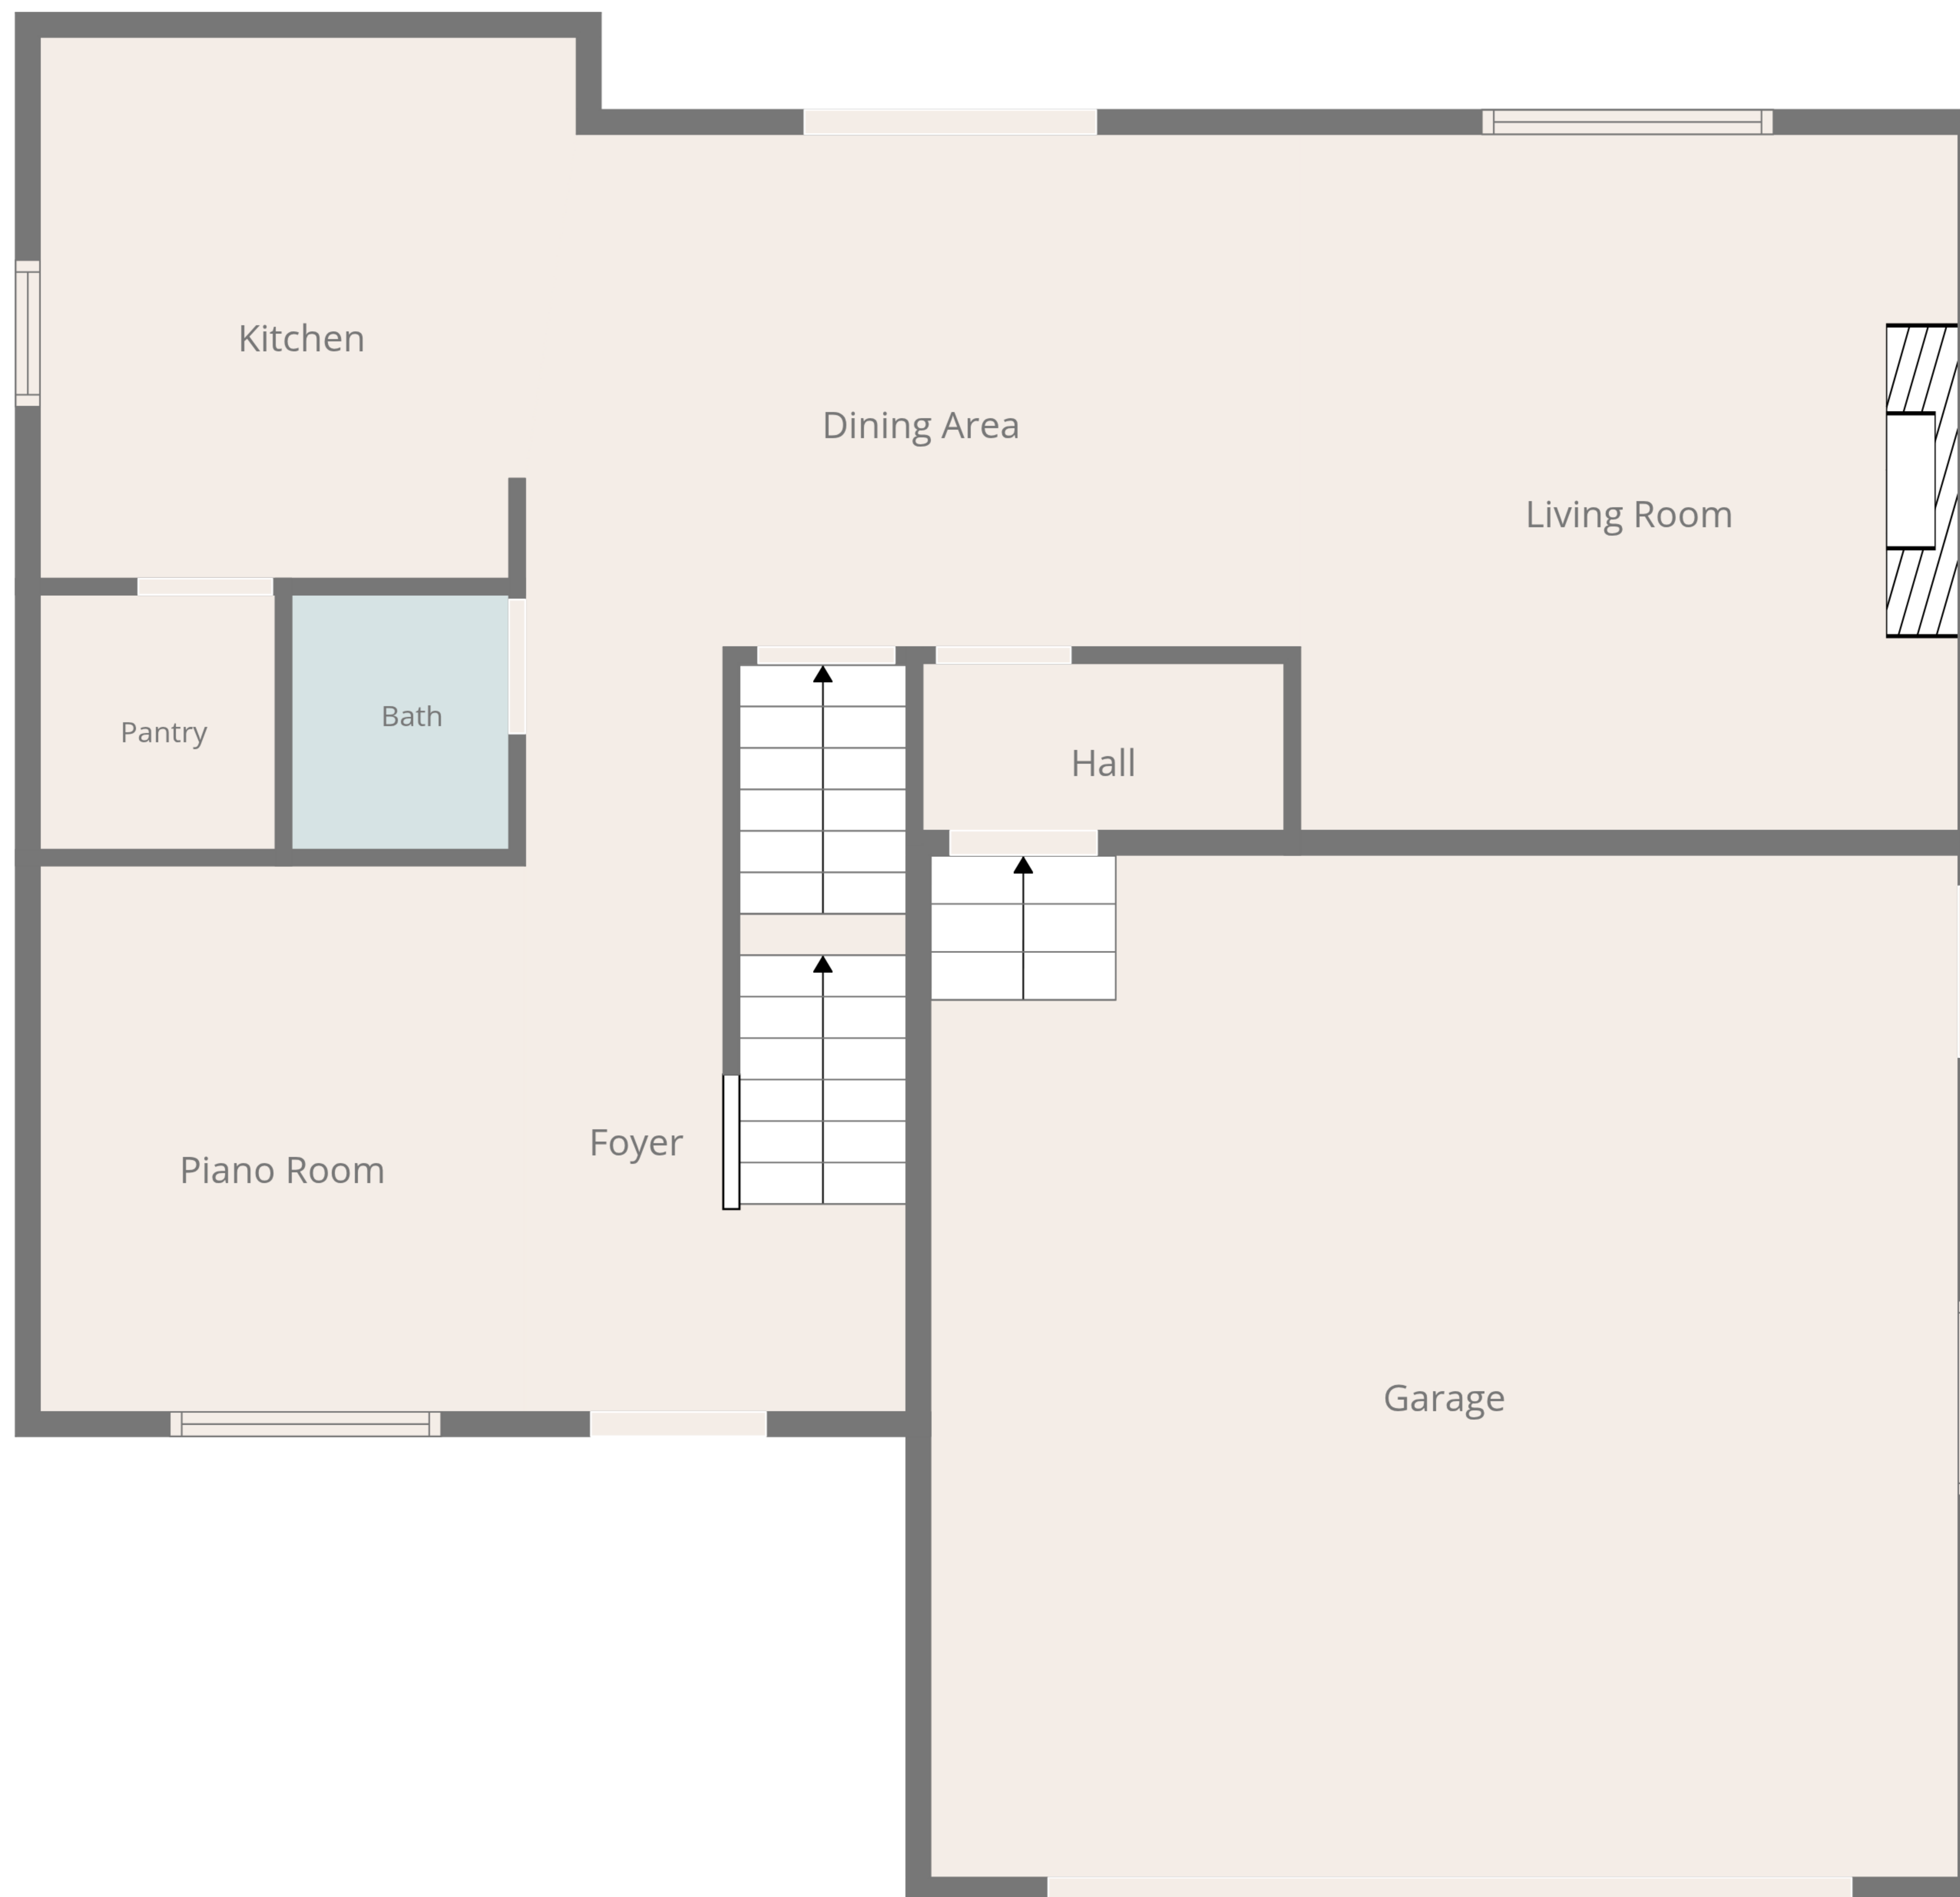 Kitchen
Dining Area
Living Room
Pantry
Bath
Hall
Piano Room
Foyer
Garage